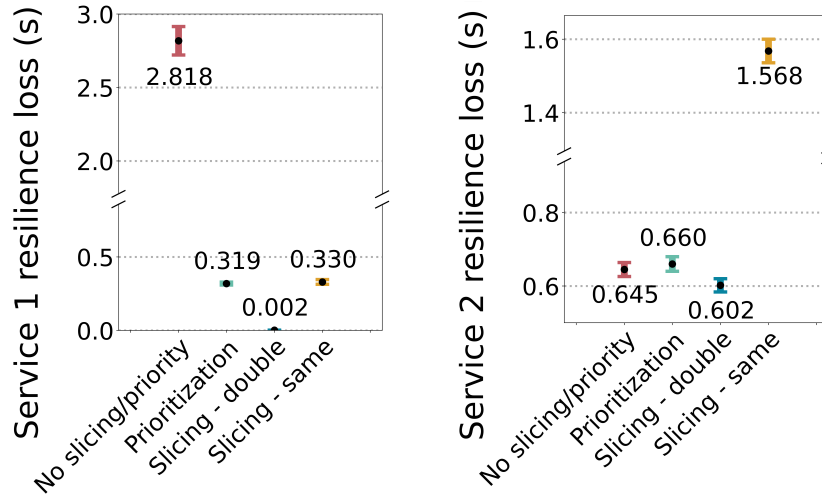 Service 1 resilience loss (s)
3.0
2.5
2.0
0.5
0.0
2.818
0.319
0.002
0.330
No slicing/priority
Prioritization
Slicing - double
Slicing - same
Service 2 resilience loss (s)
1.6
1.4
0.8
0.6
0.645
0.660
0.602
1.568
No slicing/priority
Prioritization
Slicing - double
Slicing - same